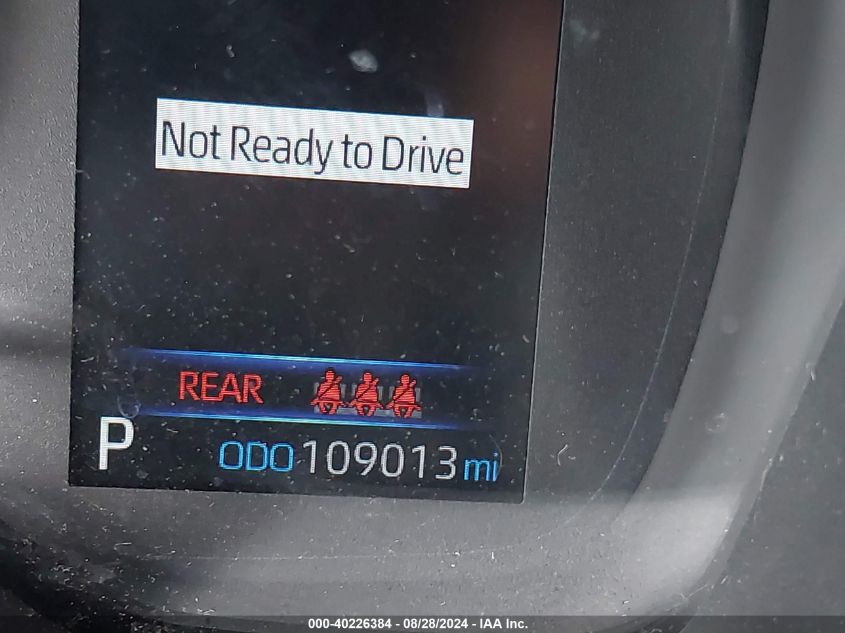 Not Ready to Drive
REAR
P
ODO 109013 mi
000-40226384 - 08/28/2024 - IAA Inc.